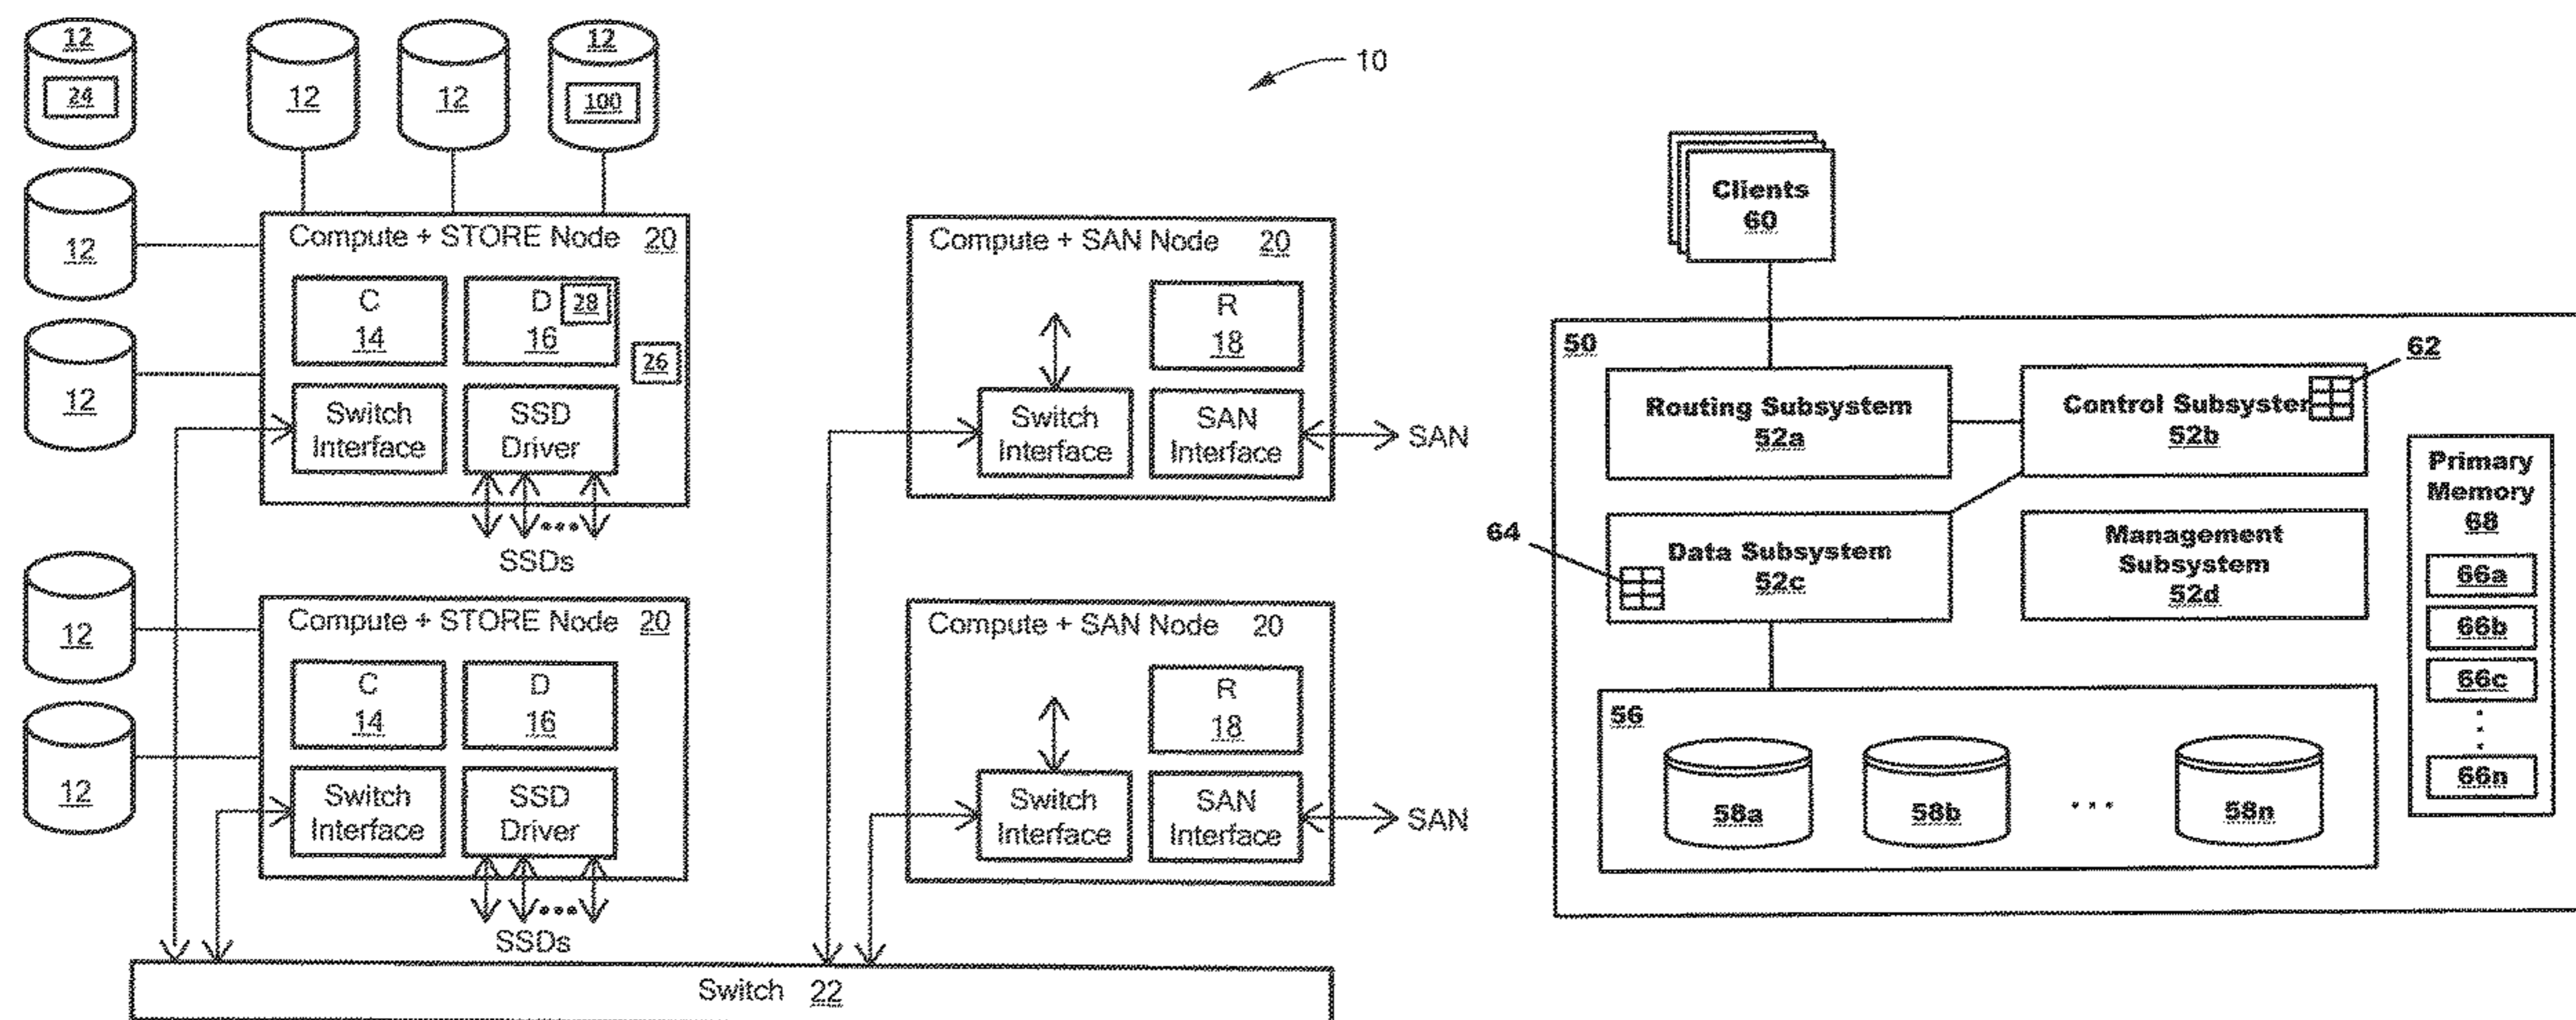 12
24
12
12
12
100
10
12
12
Compute + STORE Node 20
C
14
D
16
28
26
Switch
Interface
SSD
Driver
SSDs
12
12
Compute + STORE Node 20
C
14
D
16
Switch
Interface
SSD
Driver
SSDs
Compute + SAN Node 20
R
18
Switch
Interface
SAN
Interface
SAN
Compute + SAN Node 20
R
18
Switch
Interface
SAN
Interface
SAN
Switch 22
Clients
60
50
62
Routing Subsystem
52a
Control Subsyster
52b
64
Data Subsystem
52c
Management
Subsystem
52d
Primary
Memory
68
66a
66b
66c
66n
56
58a
58b
...
58n